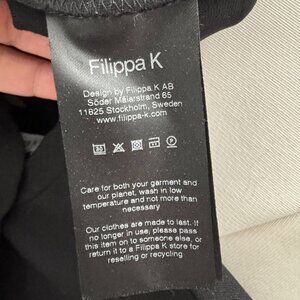 Filippa K
Design by Filippa K AB
Söder Mälarstrand 65
11825 Stockholm, Sweden
www.filippa-k.com
Care for both your garment and
our planet, wash in low
temperature and not more than
necessary
Our clothes are made to last. If
no longer in use, please pass
this item on to someone else, or
return it to a Filippa K store for
reselling or recycling